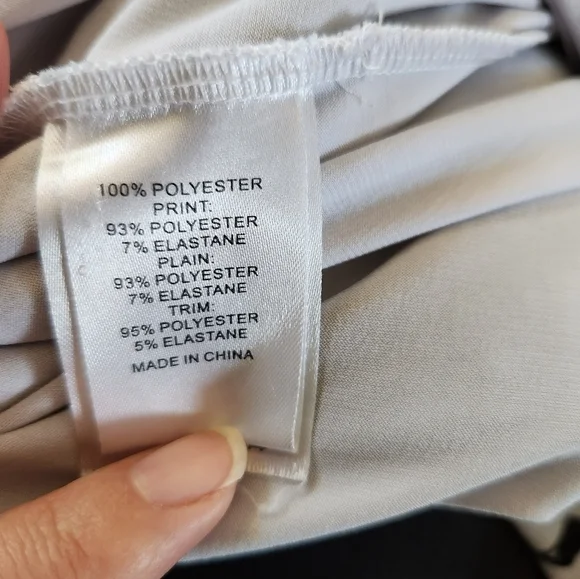 100% POLYESTER
PRINT:
93% POLYESTER
7% ELASTANE
PLAIN:
93% POLYESTER
7% ELASTANE
TRIM:
95% POLYESTER
5% ELASTANE
MADE IN CHINA